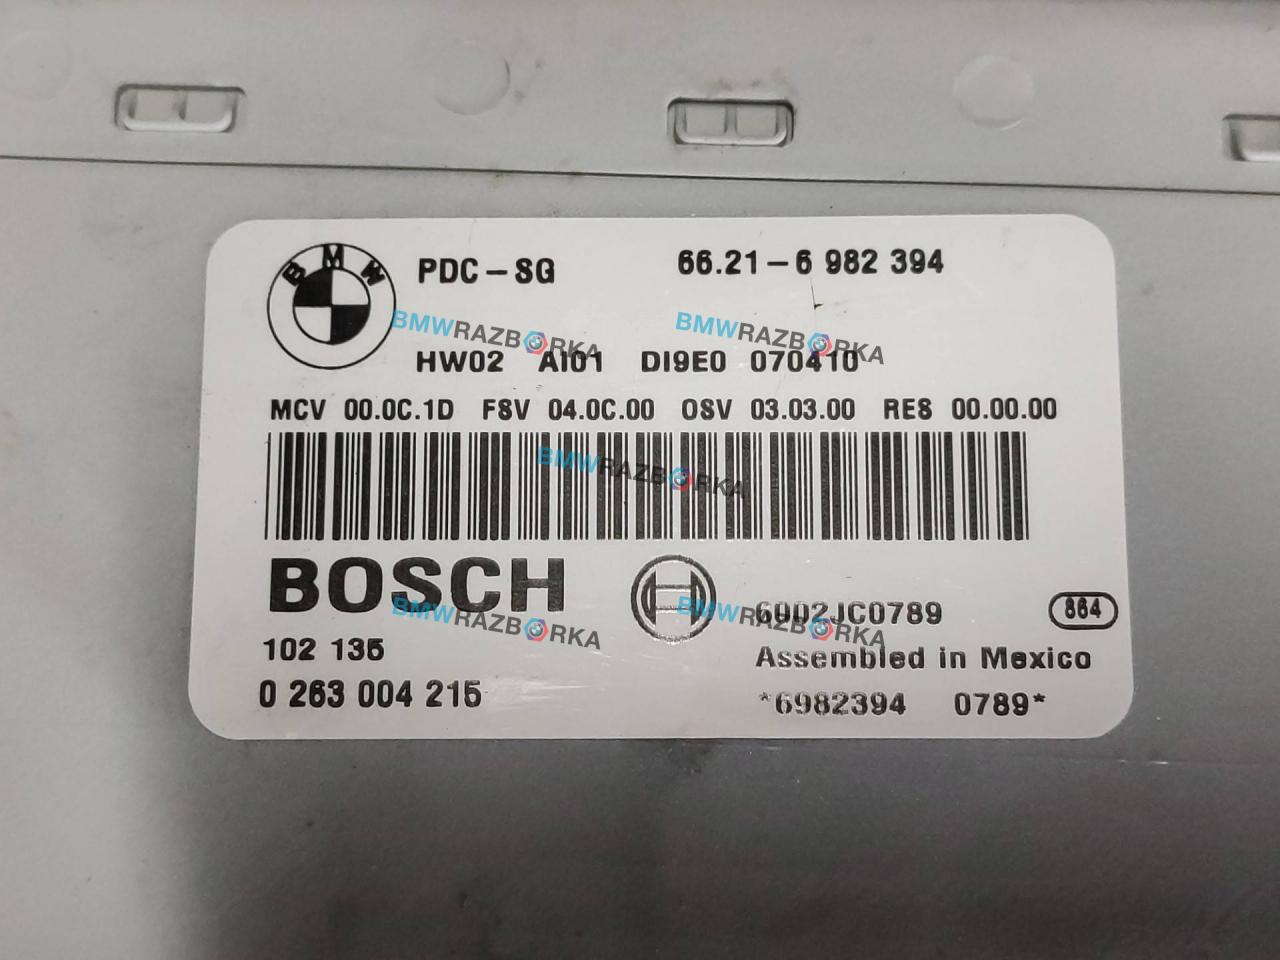 BMW
PDC-SG 66.21-6 982 394
BMWRAZBORKA BMWRAZBORKA
HW02 AI01 DI9E0 070410
MCV 00.0C.1D FSV 04.0C.00 OSV 03.03.00 RES 00.00.00
BMWRAZBORKA
BOSCH
BMWRAZBORKA BMWRAZBORKA
6002JC0789 864
102 135 Assembled in Mexico
0 263 004 215 *6982394 0789*